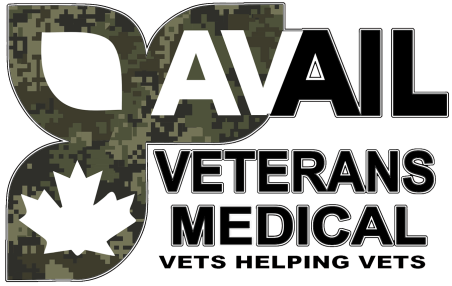 AVAIL
VETERANS
MEDICAL
VETS HELPING VETS